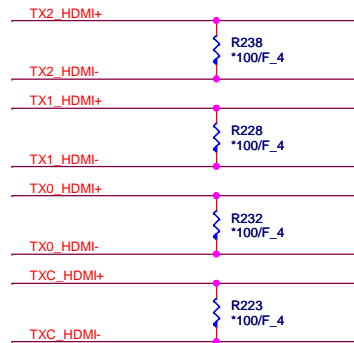 TX2_HDMI+
R238
*100/F_4
TX2_HDMI-
TX1_HDMI+
R228
*100/F_4
TX1_HDMI-
TX0_HDMI+
R232
*100/F_4
TX0_HDMI-
TXC_HDMI+
R223
*100/F_4
TXC_HDMI-